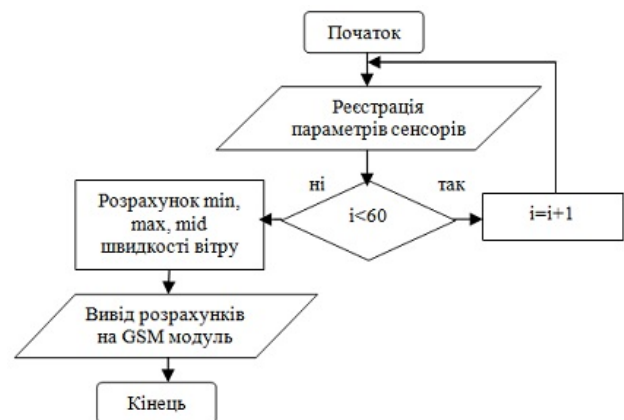 Початок
Реєстрація
параметрів сенсорів
ні
так
Розрахунок min,
max, mid
швидкості вітру
i<60
i=i+1
Вивід розрахунків
на GSM модуль
Кінець